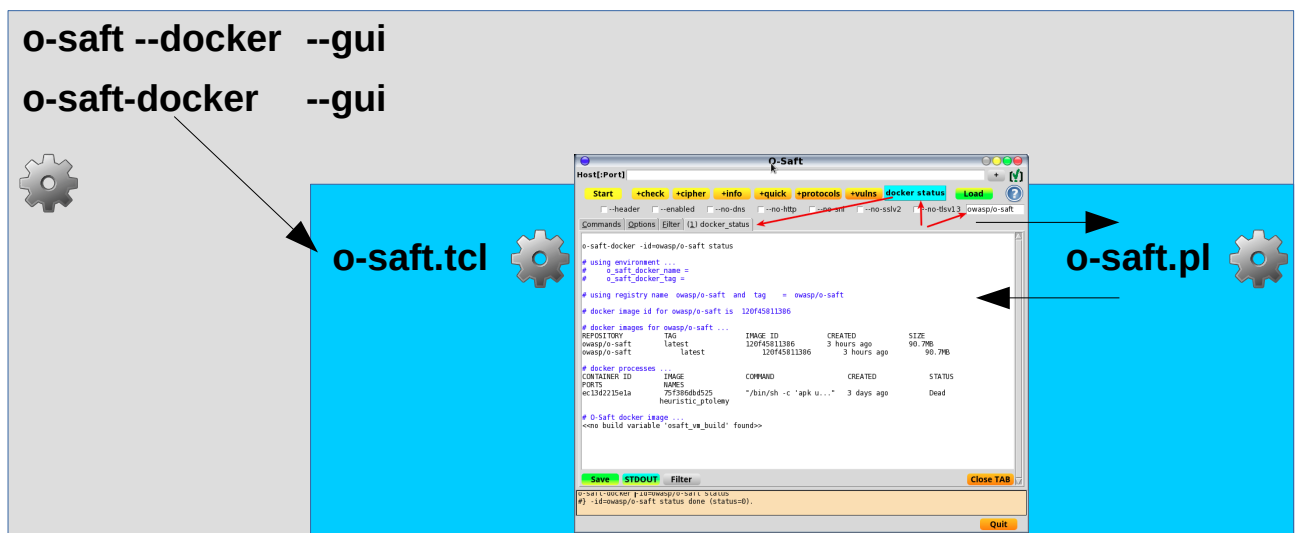 o-saft --docker --gui
o-saft-docker --gui
o-saft.tcl
o-saft.pl
O-Saft
Host[:Port] + [√]
Start +check +cipher +info +quick +protocols +vulns docker status Load ?
--header --enabled --no-dns --no-http --no-sni --no-sslv2 --no-tlsv13 owasp/o-saft
Commands Options Filter (1) docker_status
o-saft-docker -id=owasp/o-saft status
# using environment ...
# o_saft_docker_name =
# o_saft_docker_tag =
# using registry name owasp/o-saft and tag = owasp/o-saft
# docker image id for owasp/o-saft is 120f45811386
# docker images for owasp/o-saft ...
REPOSITORY TAG IMAGE ID CREATED SIZE
owasp/o-saft latest 120f45811386 3 hours ago 90.7MB
owasp/o-saft latest 120f45811386 3 hours ago 90.7MB
# docker processes ...
CONTAINER ID IMAGE COMMAND CREATED STATUS
PORTS NAMES
ec13d2215e1a 75f386dbd525 "/bin/sh -c 'apk u..." 3 days ago Dead
heuristic_ptolemy
# O-Saft docker image ...
<<no build variable 'osaft_vm_build' found>>
Save STDOUT Filter Close TAB
o-saft-docker -id=owasp/o-saft status
#} -id=owasp/o-saft status done (status=0).
Quit